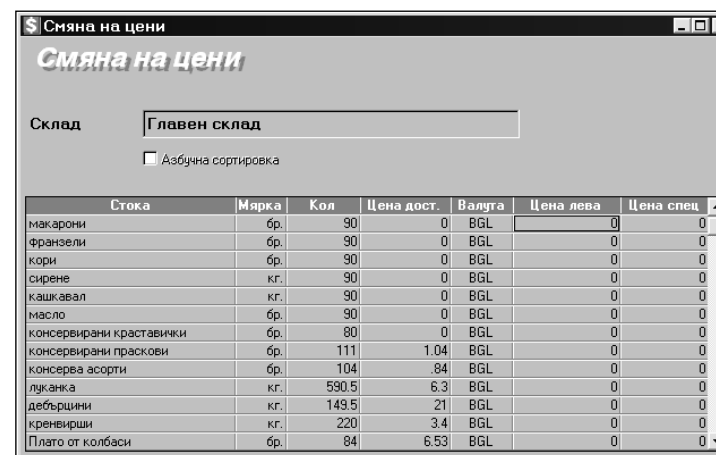 Смяна на цени
Смяна на цени
Склад Главен склад
Азбучна сортировка
Стока Мярка Кол Цена дост. Валута Цена лева Цена спец
макарони бр. 90 0 BGL 0 0
франзели бр. 90 0 BGL 0 0
кори бр. 90 0 BGL 0 0
сирене кг. 90 0 BGL 0 0
кашкавал кг. 90 0 BGL 0 0
масло бр. 90 0 BGL 0 0
консервирани краставички бр. 80 0 BGL 0 0
консервирани праскови бр. 111 1.04 BGL 0 0
консерва асорти бр. 104 .84 BGL 0 0
луканка кг. 590.5 6.3 BGL 0 0
дебърцини кг. 149.5 21 BGL 0 0
кренвирши кг. 220 3.4 BGL 0 0
Плато от колбаси бр. 84 6.53 BGL 0 0